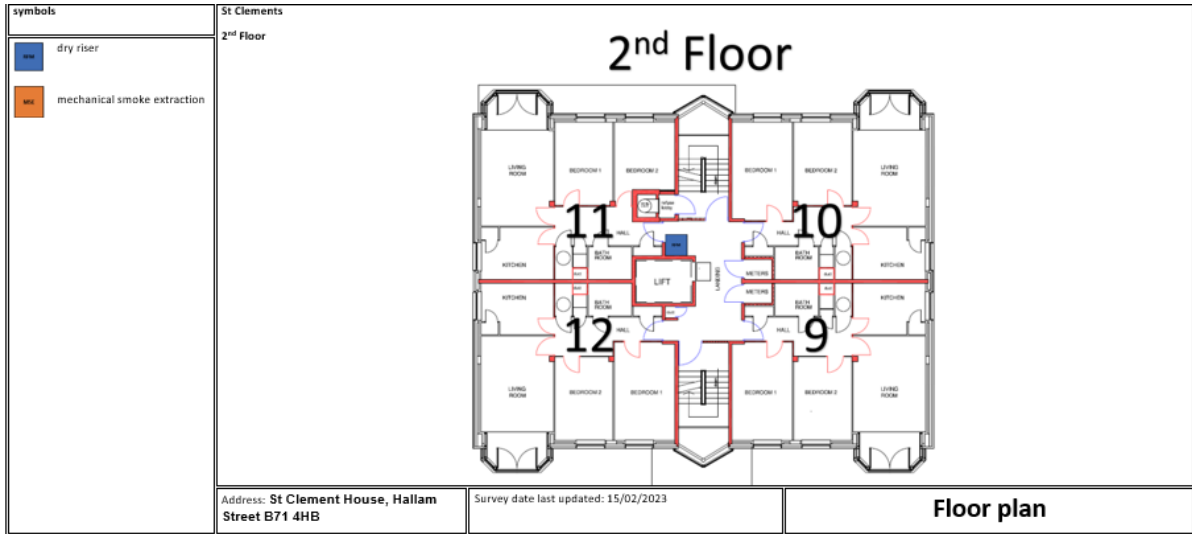 symbols
dry riser
MSE
mechanical smoke extraction
St Clements
2nd Floor
2nd Floor
LIVING ROOM
BEDROOM 1
BEDROOM 2
BEDROOM 1
BEDROOM 2
LIVING ROOM
11
10
HALL
HALL
KITCHEN
BATH ROOM
BATH ROOM
KITCHEN
LIFT
LANDING
METERS
METERS
KITCHEN
BATH ROOM
BATH ROOM
KITCHEN
12
9
HALL
HALL
LIVING ROOM
BEDROOM 2
BEDROOM 1
BEDROOM 1
BEDROOM 2
LIVING ROOM
Address: St Clement House, Hallam
Street B71 4HB
Survey date last updated: 15/02/2023
Floor plan